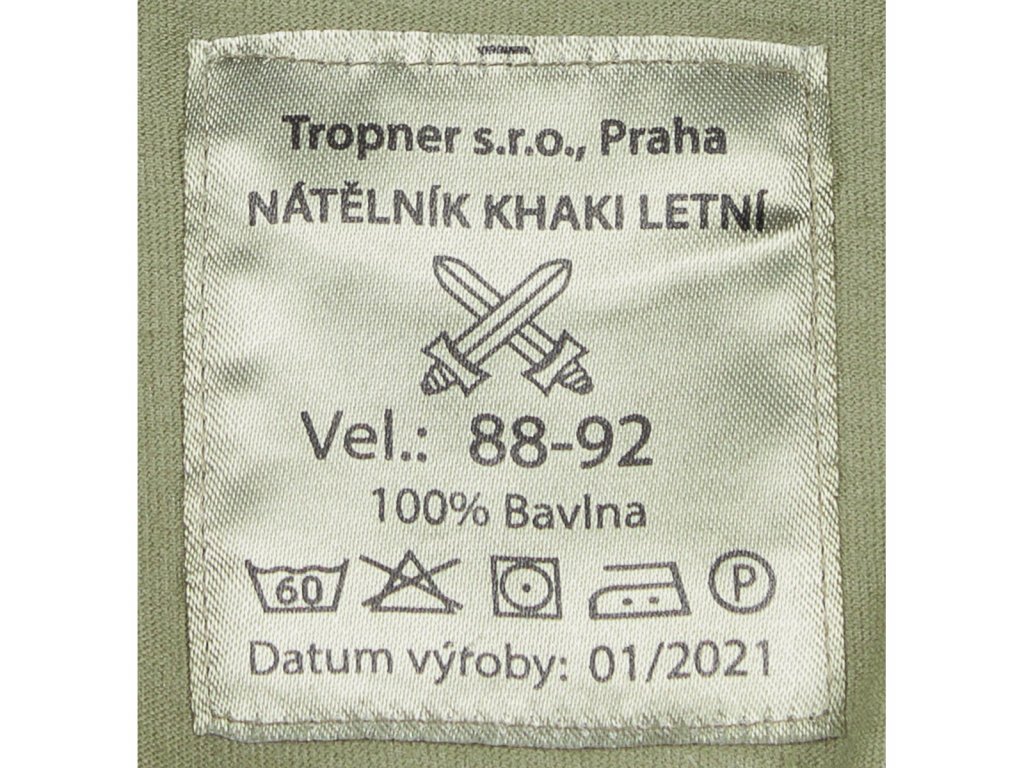 Tropner s.r.o., Praha
NÁTĚLNÍK KHAKI LETNÍ
Vel.: 88-92
100% Bavlna
60 P
Datum výroby: 01/2021